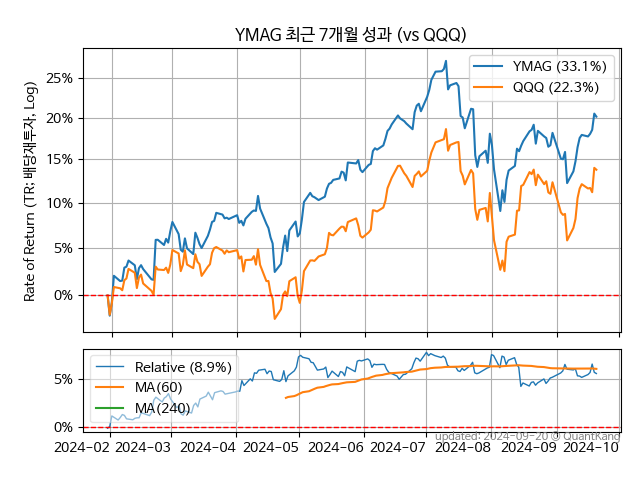 YMAG 최근 7개월 성과 (vs QQQ)
Rate of Return (TR: 배당재투자, Log)
25%
20%
15%
10%
5%
0%
YMAG (33.1%)
QQQ (22.3%)
5%
0%
Relative (8.9%)
MA(60)
MA(240)
2024-02 2024-03 2024-04 2024-05 2024-06 2024-07 2024-08 2024-09 2024-10
updated: 2024-09-20 © QuantKang